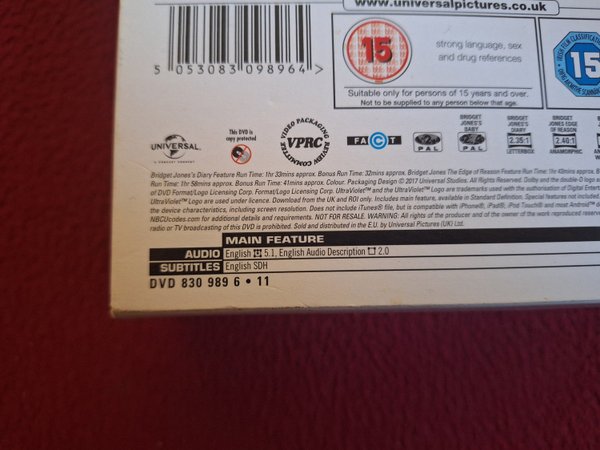 www.universalpictures.co.uk
5 053083 098964 >
15
strong language, sex
and drug references
Suitable only for persons of 15 years and over.
Not to be supplied to any person below that age.
15
UNIVERSAL
A COMCAST COMPANY
This DVD is
copy protected
VIDEO PACKAGING REVIEW COMMITTEE
VPRC
FACT
PAL
BRIDGET
JONES'S
BABY
PAL
BRIDGET
JONES'S
DIARY
2.35:1
LETTERBOX
BRIDGET
JONES EDGE
OF REASON
2.40:1
ANAMORPHIC
Bridget Jones's Diary Feature Run Time: 1hr 33mins approx. Bonus Run Time: 32mins approx. Bridget Jones The Edge of Reason Feature Run Time: 1hr 43mins approx.
Run Time: 1hr 58mins approx. Bonus Run Time: 41mins approx. Colour. Packaging Design © 2017 Universal Studios. All Rights Reserved. Dolby and the double-D logo a
of DVD Format/Logo Licensing Corp. Format/Logo Licensing Corp. UltraViolet™ and the UltraViolet™ Logo are trademarks used with the authorisation of Digital Entert
UltraViolet™ Logo are used under licence. Download from the UK and ROI only. Includes main feature, available in Standard Definition. Special features not included
the device characteristics, including screen resolution. Does not include iTunes® file, but is compatible with iPhone®, iPad®, iPod Touch® and most Android™ d
NBCUcodes.com for additional details and requirements. NOT FOR RESALE. WARNING: All rights of the producer and of the owner of the work reproduced reserve
radio or TV broadcasting of this DVD is prohibited. Sold and distributed in the E.U. by Universal Pictures (UK) Ltd.
MAIN FEATURE
AUDIO English 5.1, English Audio Description 2.0
SUBTITLES English SDH
DVD 830 989 6 • 11